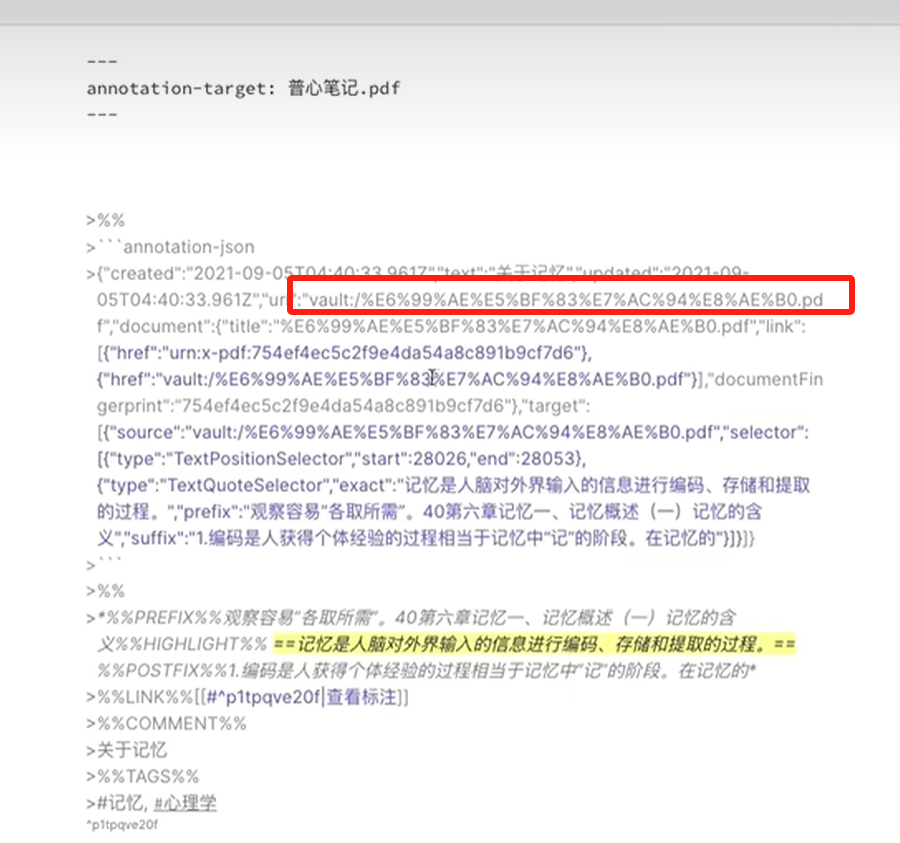 ---
annotation-target: 普心笔记.pdf
---
>%%
>```annotation-json
>{"created":"2021-09-05T04:40:33.961Z","text":"关于记忆","updated":"2021-09-
05T04:40:33.961Z","uri":"vault:/%E6%99%AE%E5%BF%83%E7%AC%94%E8%AE%B0.pd
f","document":{"title":"%E6%99%AE%E5%BF%83%E7%AC%94%E8%AE%B0.pdf","link":
[{"href":"urn:x-pdf:754ef4ec5c2f9e4da54a8c891b9cf7d6"},
{"href":"vault:/%E6%99%AE%E5%BF%83%E7%AC%94%E8%AE%B0.pdf"}],"documentFin
gerprint":"754ef4ec5c2f9e4da54a8c891b9cf7d6"},"target":
[{"source":"vault:/%E6%99%AE%E5%BF%83%E7%AC%94%E8%AE%B0.pdf","selector":
[{"type":"TextPositionSelector","start":28026,"end":28053},
{"type":"TextQuoteSelector","exact":"记忆是人脑对外界输入的信息进行编码、存储和提取
的过程。","prefix":"观察容易“各取所需”。40第六章记忆一、记忆概述（一）记忆的含
义","suffix":"1.编码是人获得个体经验的过程相当于记忆中“记”的阶段。在记忆的"}]}]}
>```
>%%
>*%%PREFIX%%观察容易“各取所需”。40第六章记忆一、记忆概述（一）记忆的含
义%%HIGHLIGHT%% ==记忆是人脑对外界输入的信息进行编码、存储和提取的过程。==
%%POSTFIX%%1.编码是人获得个体经验的过程相当于记忆中“记”的阶段。在记忆的*
>%%LINK%%[[#^p1tpqve20f|查看标注]]
>%%COMMENT%%
>关于记忆
>%%TAGS%%
>#记忆, #心理学
^p1tpqve20f